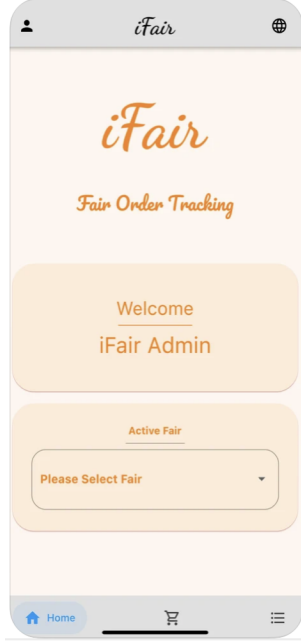 iFair
iFair
Fair Order Tracking
Welcome
iFair Admin
Active Fair
Please Select Fair
Home